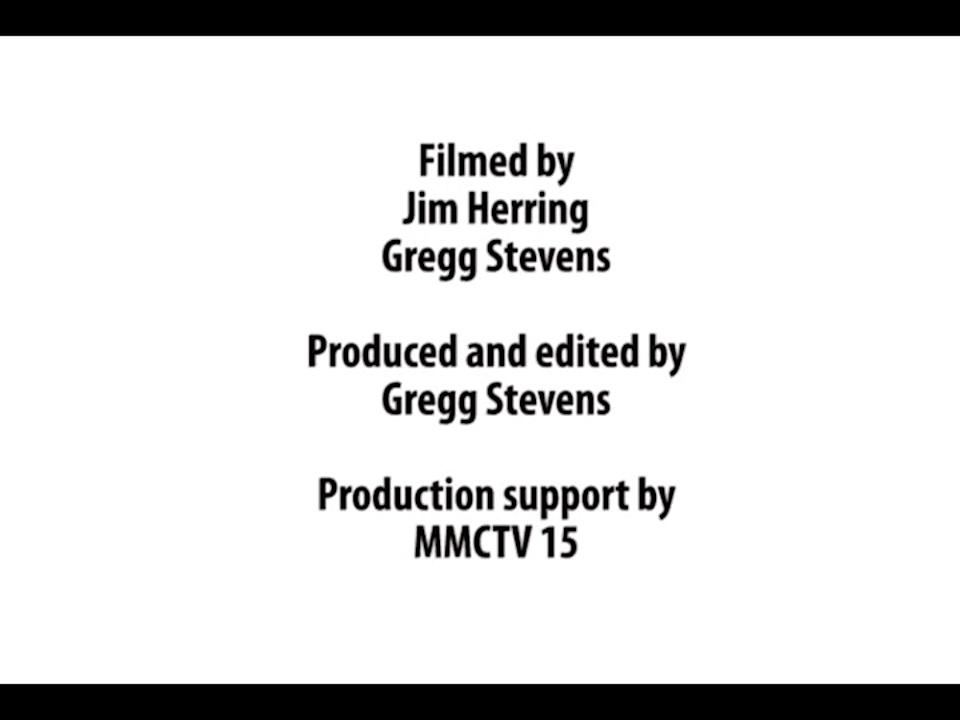 Filmed by
Jim Herring
Gregg Stevens
Produced and edited by
Gregg Stevens
Production support by
MMCTV 15